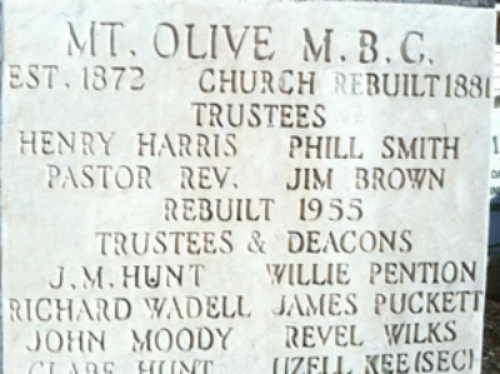 MT. OLIVE M.B.C.
EST. 1872 CHURCH REBUILT 1881
TRUSTEES
HENRY HARRIS PHILL SMITH
PASTOR REV. JIM BROWN
REBUILT 1955
TRUSTEES & DEACONS
J.M. HUNT WILLIE PENTION
RICHARD WADELL JAMES PUCKETT
JOHN MOODY REVEL WILKS
HUNT UZELL KEE (SEC)